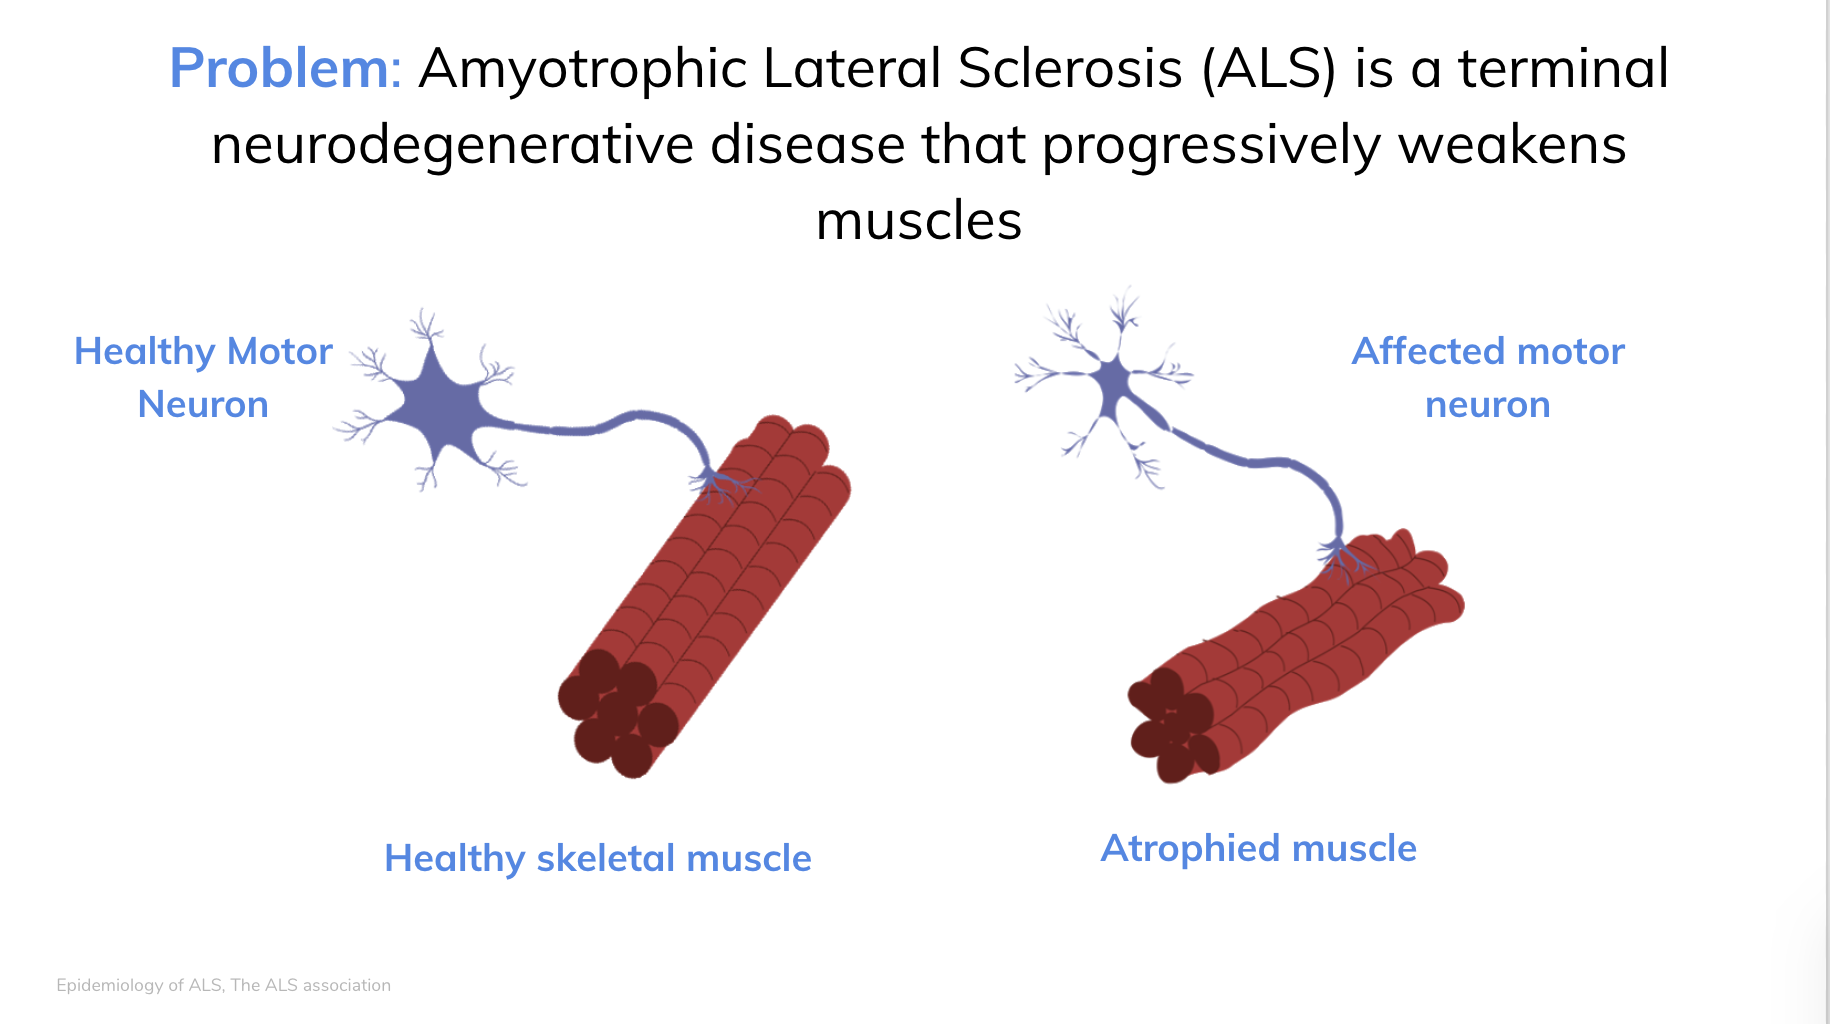 Problem: Amyotrophic Lateral Sclerosis (ALS) is a terminal
neurodegenerative disease that progressively weakens
muscles
Healthy Motor
Neuron
Affected motor
neuron
Healthy skeletal muscle
Atrophied muscle
Epidemiology of ALS, The ALS association